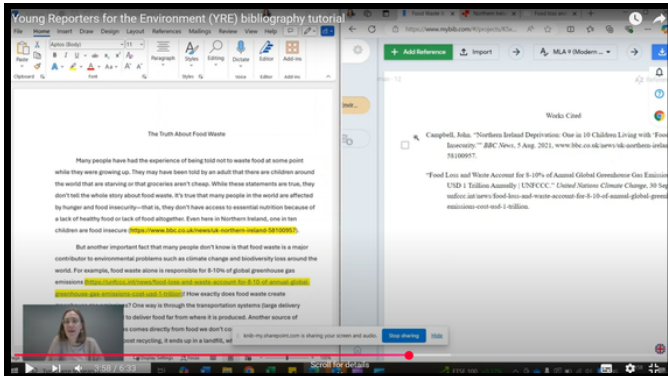 Young Reporters for the Environment (YRE) bibliography tutorial
File Home Insert Draw Design Layout References Mailings Review View Help
https://www.mybib.com/#/projects/
Aptos (Body) 11
Paste
Paragraph Styles Editing Dictate Editor Add-ins
Clipboard Font Styles Voice Editor Add-ins
+ Add Reference Import MLA 9 (Modern ...
The Truth About Food Waste
Many people have had the experience of being told not to waste food at some point
while they were growing up. They may have been told by an adult that there are children around
the world that are starving or that groceries aren't cheap. While these statements are true, they
don't tell the whole story about food waste. It's true that many people in the world are affected
by hunger and food insecurity—that is, they don't have access to essential nutrition because of
a lack of healthy food or lack of food altogether. Even here in Northern Ireland, one in ten
children are food insecure (https://www.bbc.co.uk/news/uk-northern-ireland-58100957).
But another important fact that many people don't know is that food waste is a major
contributor to environmental problems such as climate change and biodiversity loss around the
world. For example, food waste alone is responsible for 8-10% of global greenhouse gas
emissions (https://unfccc.int/news/food-loss-and-waste-account-for-8-10-of-annual-global-
greenhouse-gas-emissions-cost-usd-1-trillion)! How exactly does food waste create
? One way is through the transportation systems (large delivery
to deliver food far from where it is produced. Another source of
comes directly from food we don't
recycling, it ends up in a landfill,
Works Cited
Campbell, John. "Northern Ireland Deprivation: One in 10 Children Living with 'Food
Insecurity.'" BBC News, 5 Aug. 2021, www.bbc.co.uk/news/uk-northern-
58100957.
"Food Loss and Waste Account for 8-10% of Annual Global Greenhouse Gas
USD 1 Trillion Annually | UNFCCC." United Nations Climate Change, 30
unfccc.int/news/food-loss-and-waste-account-for-8-10-of-annual-global-
emissions-cost-usd-1-trillion.
is sharing your screen and audio. Stop sharing Hide
3:58 / 6:33
Scroll for details